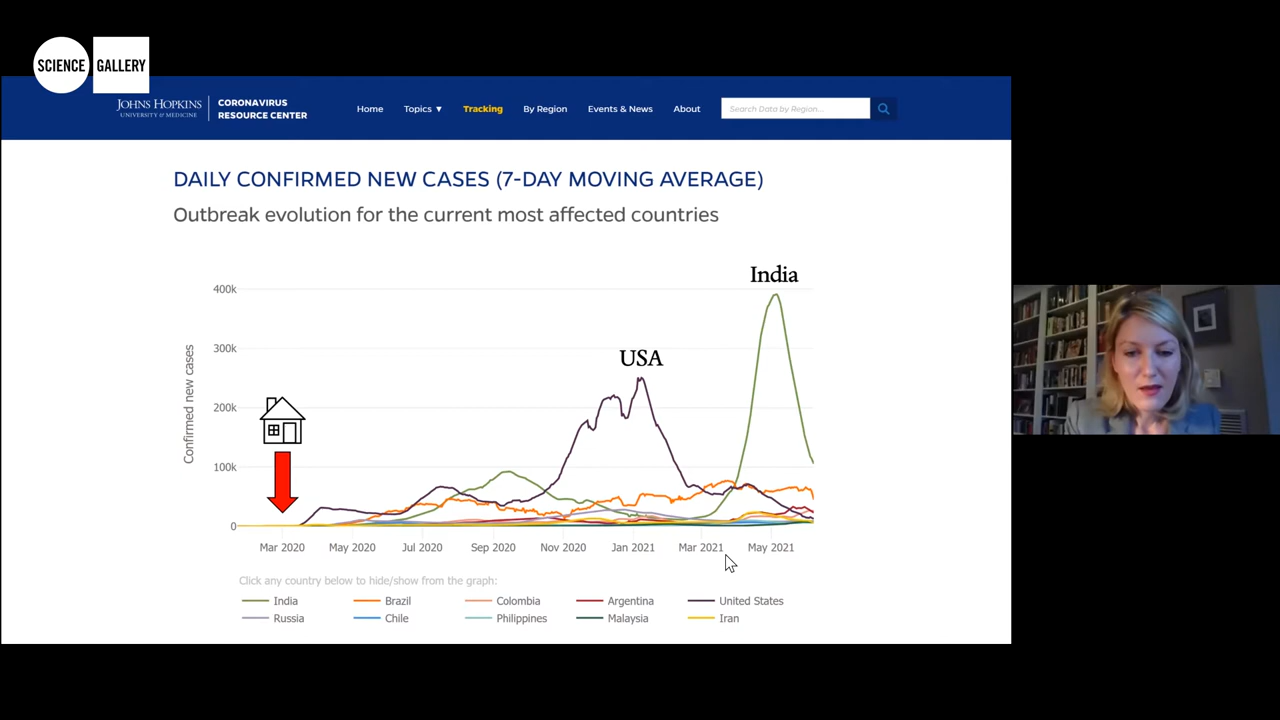 SCIENCE GALLERY
JOHNS HOPKINS
UNIVERSITY & MEDICINE
CORONAVIRUS
RESOURCE CENTER
Home Topics ▼ Tracking By Region Events & News About Search Data by Region...
DAILY CONFIRMED NEW CASES (7-DAY MOVING AVERAGE)
Outbreak evolution for the current most affected countries
India
USA
Confirmed new cases
400k
300k
200k
100k
0
Mar 2020 May 2020 Jul 2020 Sep 2020 Nov 2020 Jan 2021 Mar 2021 May 2021
Click any country below to hide/show from the graph:
India Brazil Colombia Argentina United States
Russia Chile Philippines Malaysia Iran